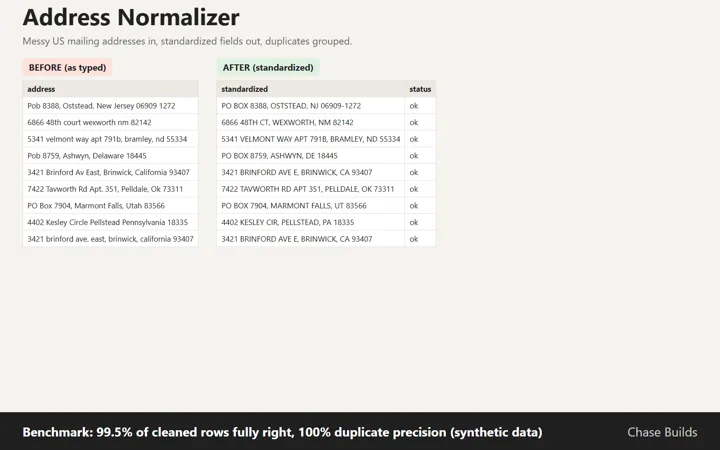 Address Normalizer
Messy US mailing addresses in, standardized fields out, duplicates grouped.
BEFORE (as typed)
address
Pob 8388, Oststead, New Jersey 06909 1272
6866 48th court wexworth nm 82142
5341 velmont way apt 791b, bramley, nd 55334
Pob 8759, Ashwyn, Delaware 18445
3421 Brinford Av East, Brinwick, California 93407
7422 Tavworth Rd Apt. 351, Pelldale, Ok 73311
PO Box 7904, Marmont Falls, Utah 83566
4402 Kesley Circle Pellstead Pennsylvania 18335
3421 brinford ave. east, brinwick, california 93407
AFTER (standardized)
standardized status
PO BOX 8388, OSTSTEAD, NJ 06909-1272 ok
6866 48TH CT, WEXWORTH, NM 82142 ok
5341 VELMONT WAY APT 791B, BRAMLEY, ND 55334 ok
PO BOX 8759, ASHWYN, DE 18445 ok
3421 BRINFORD AVE E, BRINWICK, CA 93407 ok
7422 TAVWORTH RD APT 351, PELLDALE, OK 73311 ok
PO BOX 7904, MARMONT FALLS, UT 83566 ok
4402 KESLEY CIR, PELLSTEAD, PA 18335 ok
3421 BRINFORD AVE E, BRINWICK, CA 93407 ok
Benchmark: 99.5% of cleaned rows fully right, 100% duplicate precision (synthetic data)
Chase Builds